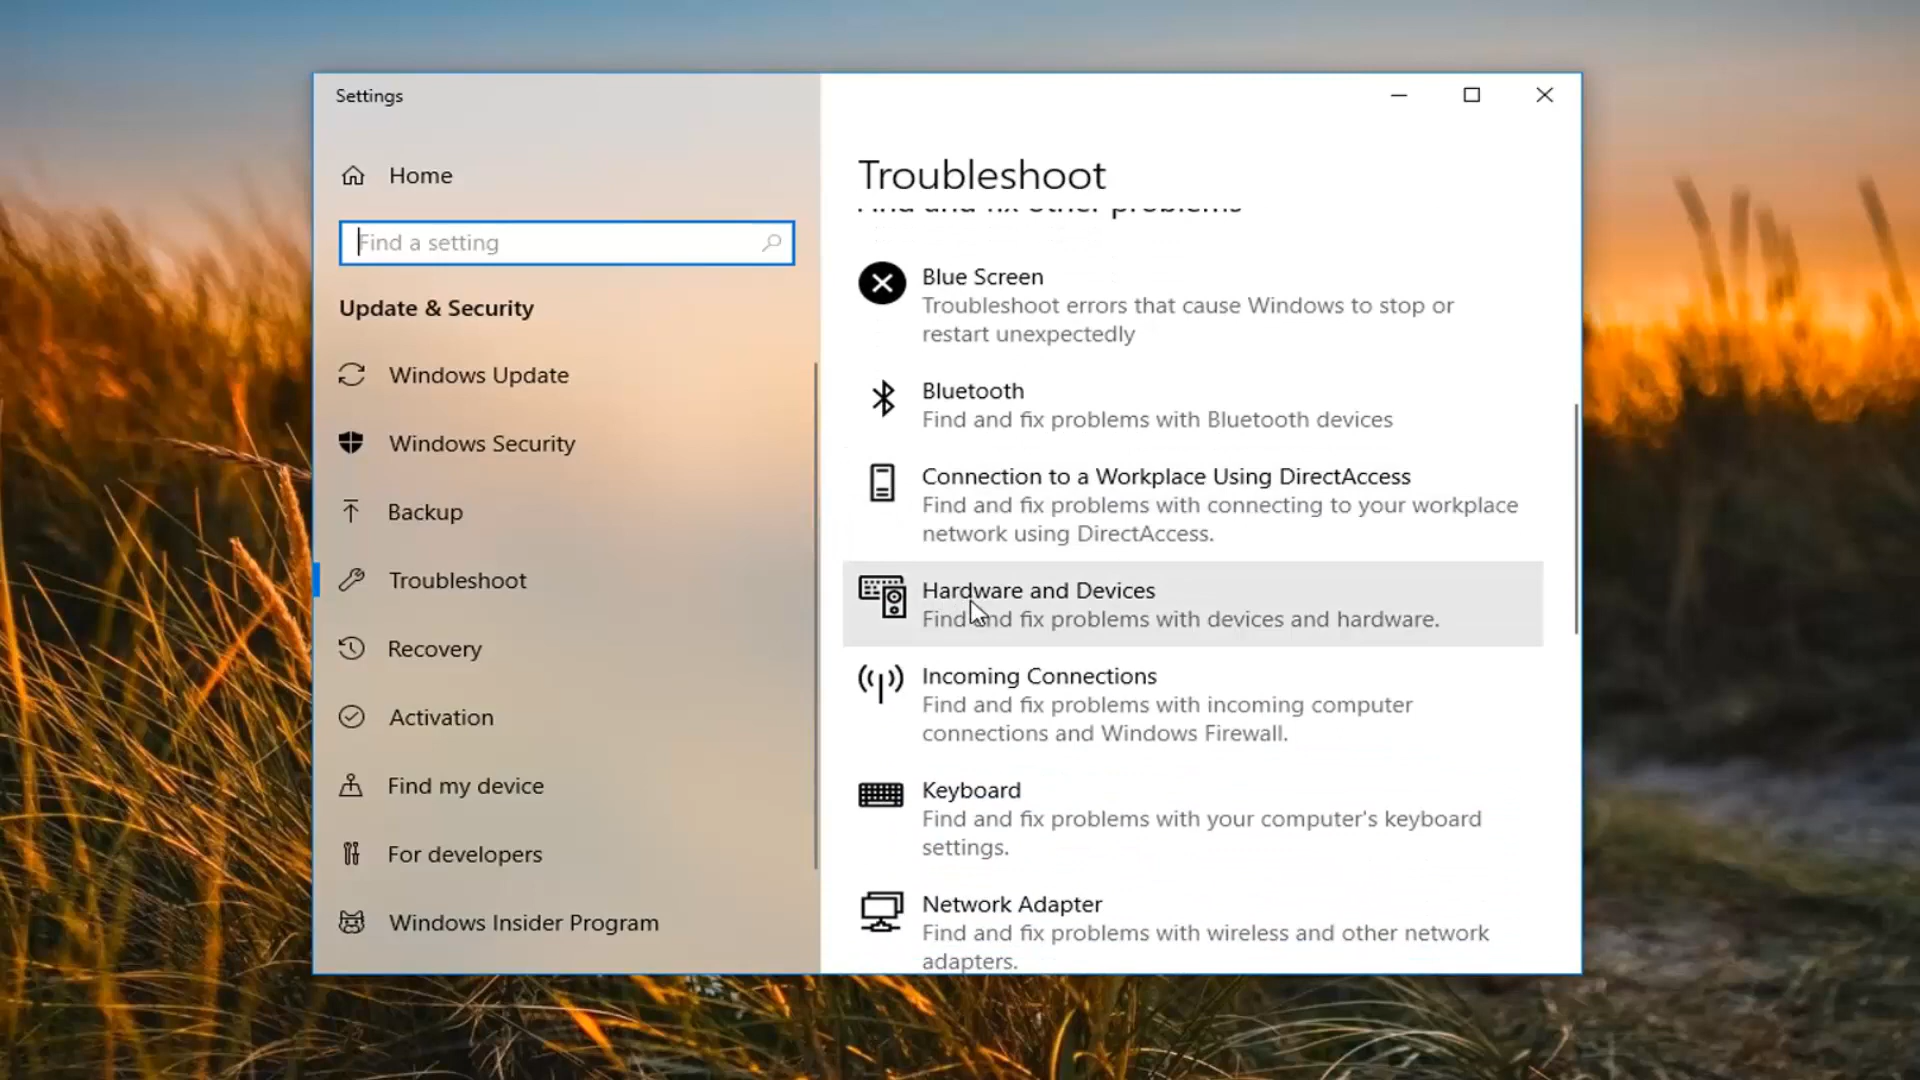 Settings
Home
Find a setting
Update & Security
Windows Update
Windows Security
Backup
Troubleshoot
Recovery
Activation
Find my device
For developers
Windows Insider Program
Troubleshoot
Find and fix other problems
Blue Screen
Troubleshoot errors that cause Windows to stop or
restart unexpectedly
Bluetooth
Find and fix problems with Bluetooth devices
Connection to a Workplace Using DirectAccess
Find and fix problems with connecting to your workplace
network using DirectAccess.
Hardware and Devices
Find and fix problems with devices and hardware.
Incoming Connections
Find and fix problems with incoming computer
connections and Windows Firewall.
Keyboard
Find and fix problems with your computer's keyboard
settings.
Network Adapter
Find and fix problems with wireless and other network
adapters.